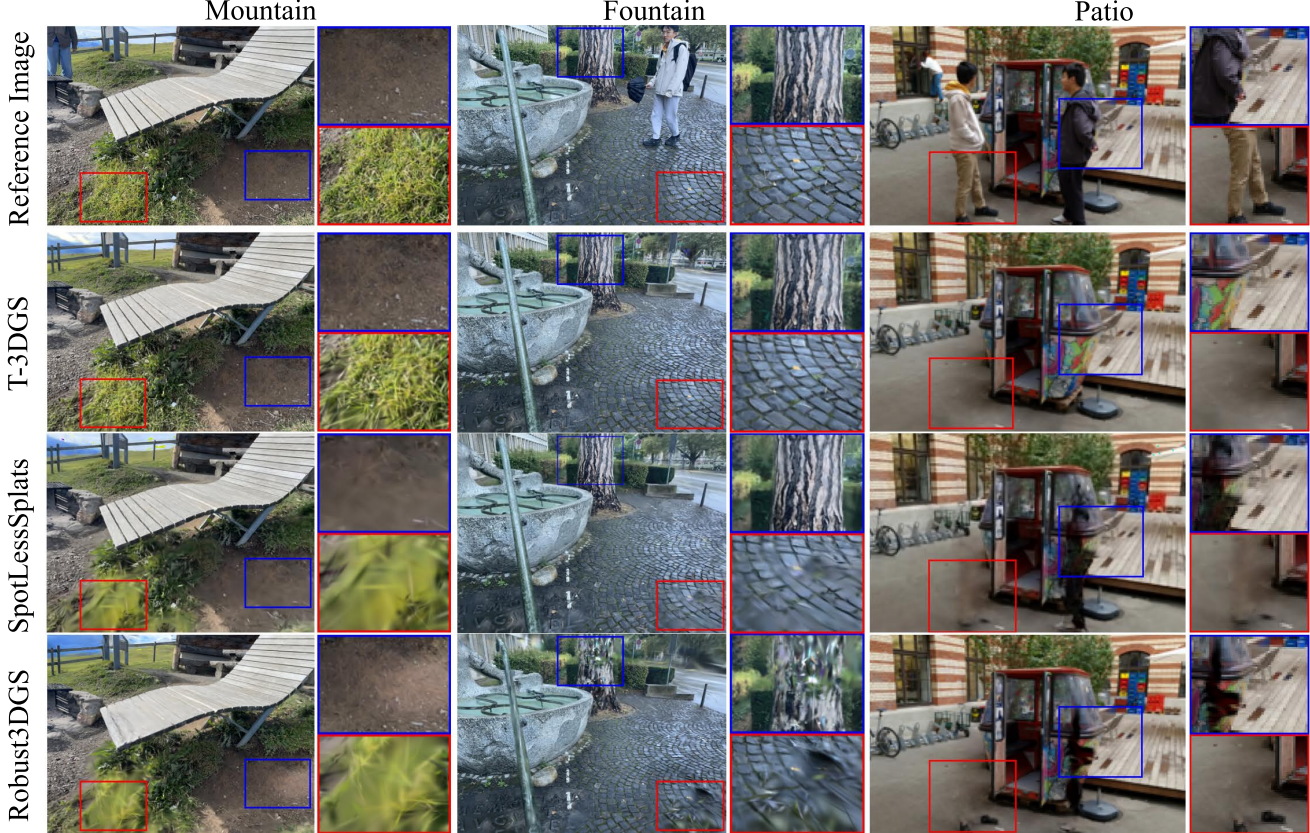 Mountain
Fountain
Patio
Reference Image
T-3DGS
SpotLessSplats
Robust3DGS